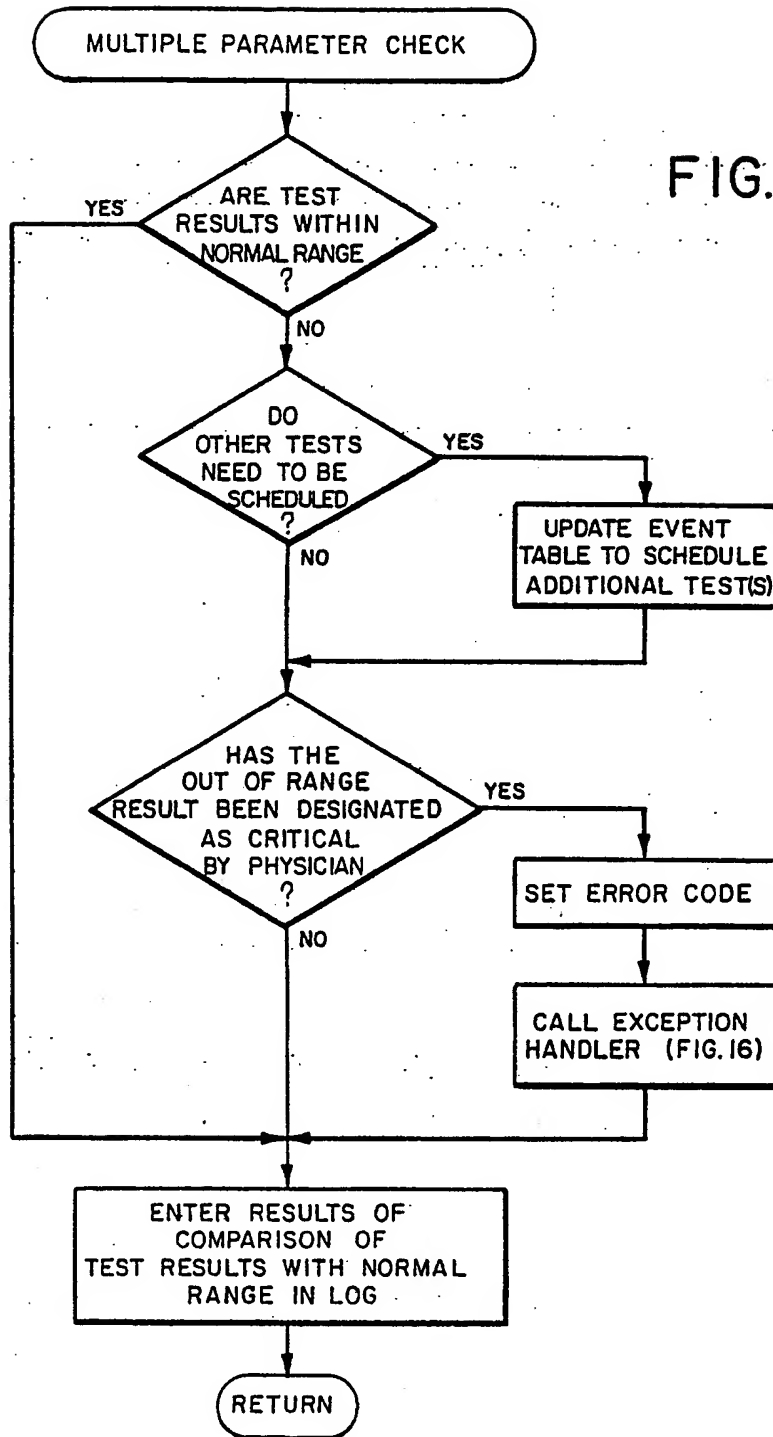 MULTIPLE PARAMETER CHECK
FIG.
ARE TEST
RESULTS WITHIN
NORMAL RANGE
?
YES
NO
DO
OTHER TESTS
NEED TO BE
SCHEDULED
?
YES
NO
UPDATE EVENT
TABLE TO SCHEDULE
ADDITIONAL TEST(S)
HAS THE
OUT OF RANGE
RESULT BEEN DESIGNATED
AS CRITICAL
BY PHYSICIAN
?
YES
NO
SET ERROR CODE
CALL EXCEPTION
HANDLER (FIG. 16)
ENTER RESULTS OF
COMPARISON OF
TEST RESULTS WITH NORMAL
RANGE IN LOG
RETURN